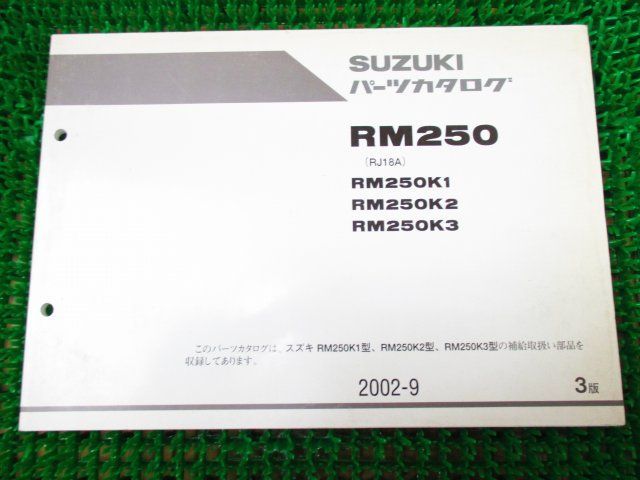 SUZUKI
パーツカタログ
RM250
(RJ18A)
RM250K1
RM250K2
RM250K3
このパーツカタログは、スズキ RM250K1型、RM250K2型、RM250K3型の補給取扱い部品を
収録してあります。
2002-9
3版